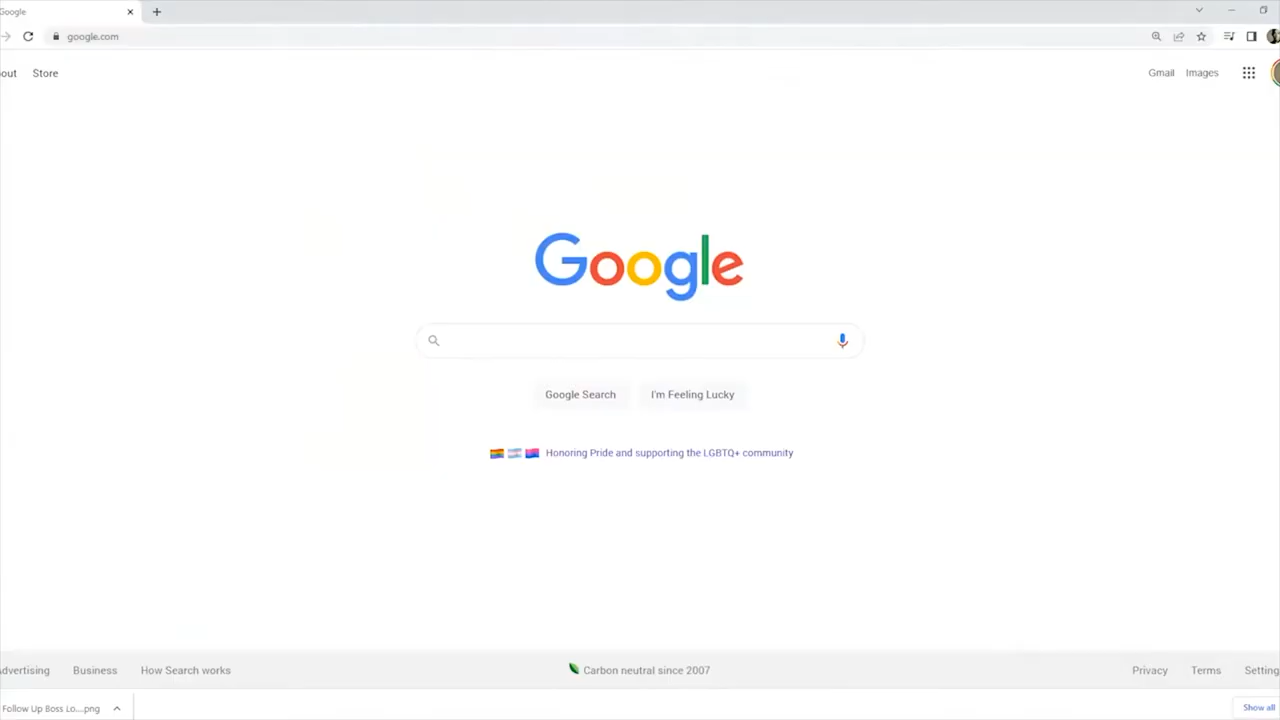 Google
google.com
out Store
Gmail Images
Google
Google Search I'm Feeling Lucky
Honoring Pride and supporting the LGBTQ+ community
dvertising Business How Search works
Carbon neutral since 2007
Privacy Terms Setting
Follow Up Boss Lo....png
Show all